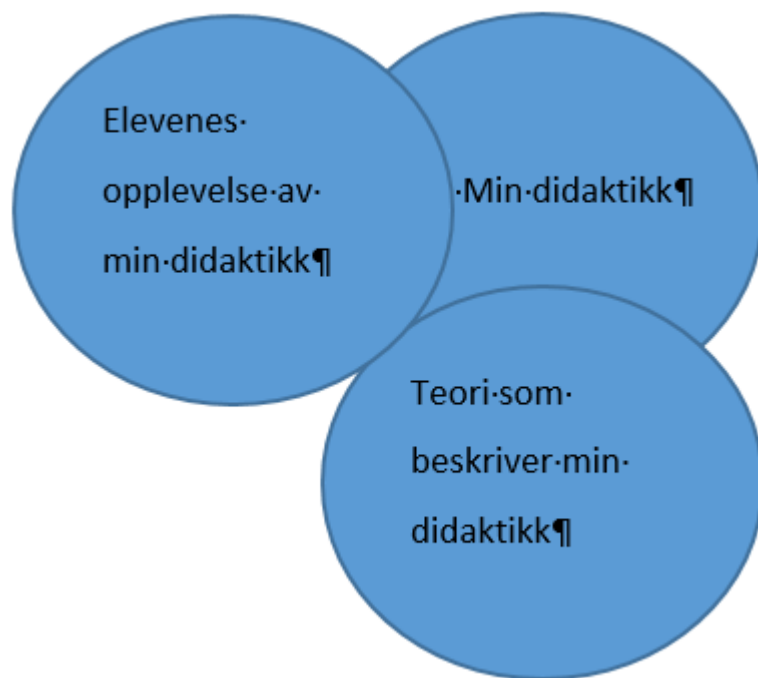 Elevenes·
opplevelse·av·
min·didaktikk¶
·Min·didaktikk¶
Teori·som·
beskriver·min·
didaktikk¶